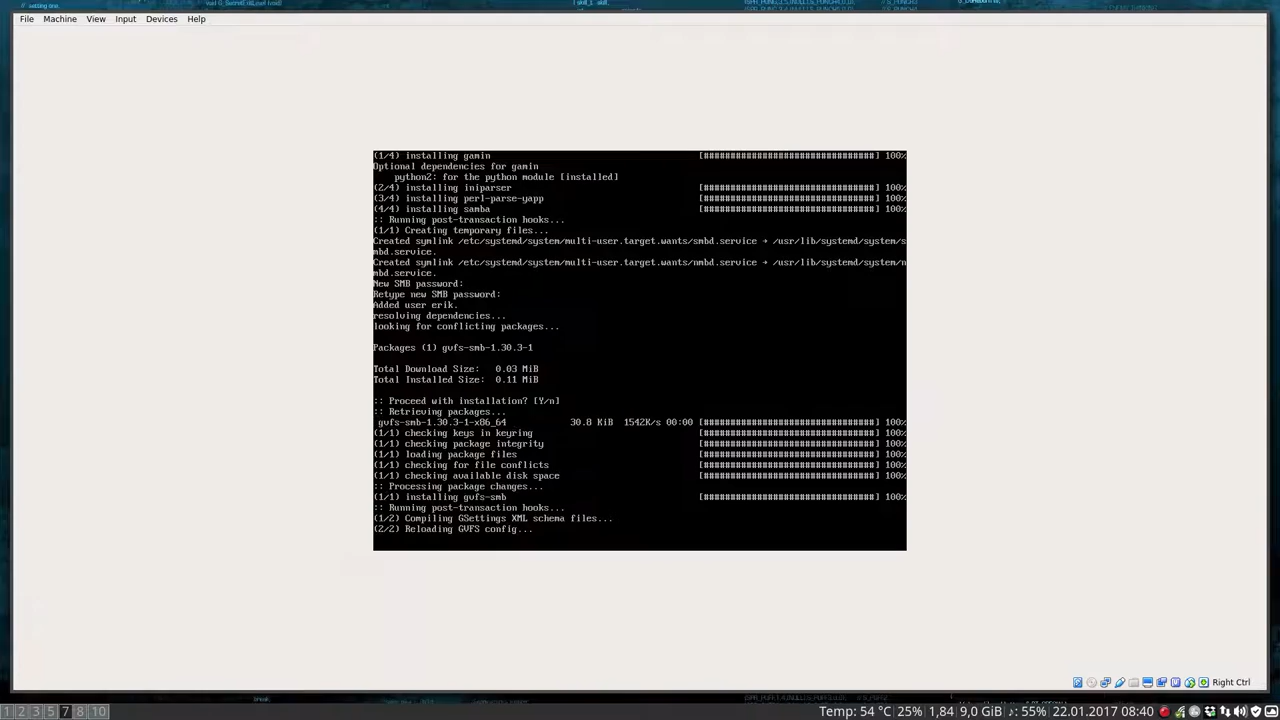 File Machine View Input Devices Help
(1/4) installing gamin [################################] 100%
Optional dependencies for gamin
python2: for the python module [installed]
(2/4) installing iniparser [################################] 100%
(3/4) installing perl-parse-yapp [################################] 100%
(4/4) installing samba [################################] 100%
:: Running post-transaction hooks...
(1/1) Creating temporary files...
Created symlink /etc/systemd/system/multi-user.target.wants/smbd.service → /usr/lib/systemd/system/s
mbd.service.
Created symlink /etc/systemd/system/multi-user.target.wants/nmbd.service → /usr/lib/systemd/system/n
mbd.service.
New SMB password:
Retype new SMB password:
Added user erik.
resolving dependencies...
looking for conflicting packages...
Packages (1) gvfs-smb-1.30.3-1
Total Download Size: 0.03 MiB
Total Installed Size: 0.11 MiB
:: Proceed with installation? [Y/n]
:: Retrieving packages...
gvfs-smb-1.30.3-1-x86_64 30.8 KiB 1542K/s 00:00 [################################] 100%
(1/1) checking keys in keyring [################################] 100%
(1/1) checking package integrity [################################] 100%
(1/1) loading package files [################################] 100%
(1/1) checking for file conflicts [################################] 100%
(1/1) checking available disk space [################################] 100%
:: Processing package changes...
(1/1) installing gvfs-smb [################################] 100%
:: Running post-transaction hooks...
(1/2) Compiling GSettings XML schema files...
(2/2) Reloading GVFS config...
Right Ctrl
1 2 3 5 7 8 10 Temp: 54 °C 25% 1,84 9,0 GiB ♪: 55% 22.01.2017 08:40